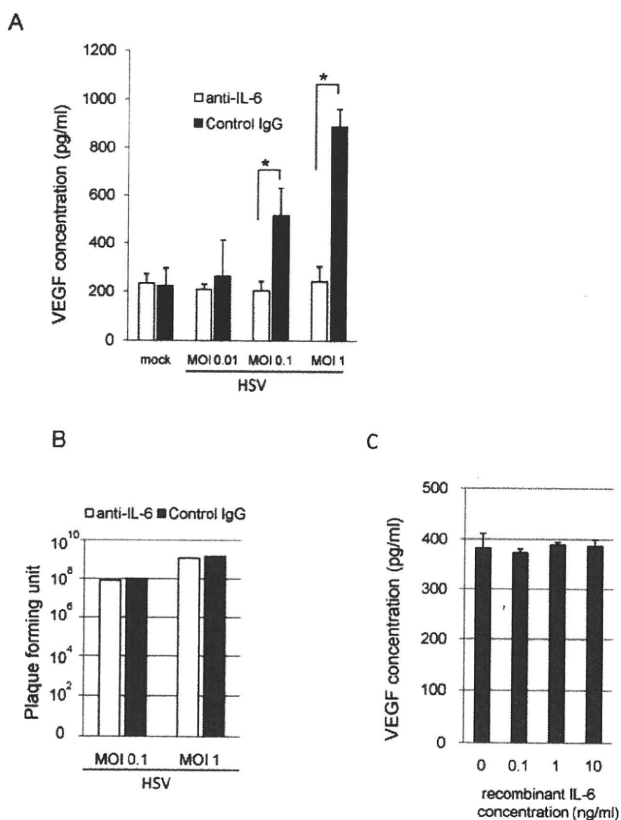 A
1200
1000
800
600
400
200
0
VEGF concentration (pg/ml)
anti-IL-6
Control IgG
*
*
mock
MOI 0.01
MOI 0.1
MOI 1
HSV
B
anti-IL-6 Control IgG
10^10
10^8
10^6
10^4
10^2
0
Plaque forming unit
MOI 0.1
MOI 1
HSV
C
500
400
300
200
100
0
VEGF concentration (pg/ml)
0 0.1 1 10
recombinant IL-6
concentration (ng/ml)